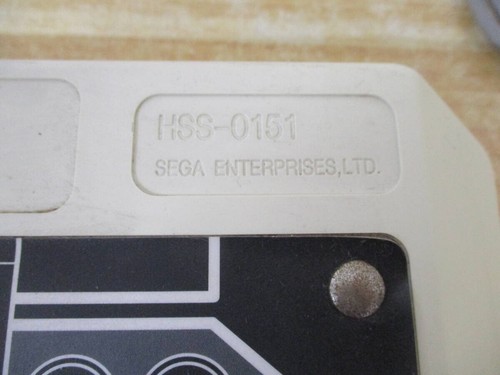 HSS-0151
SEGA ENTERPRISES,LTD.